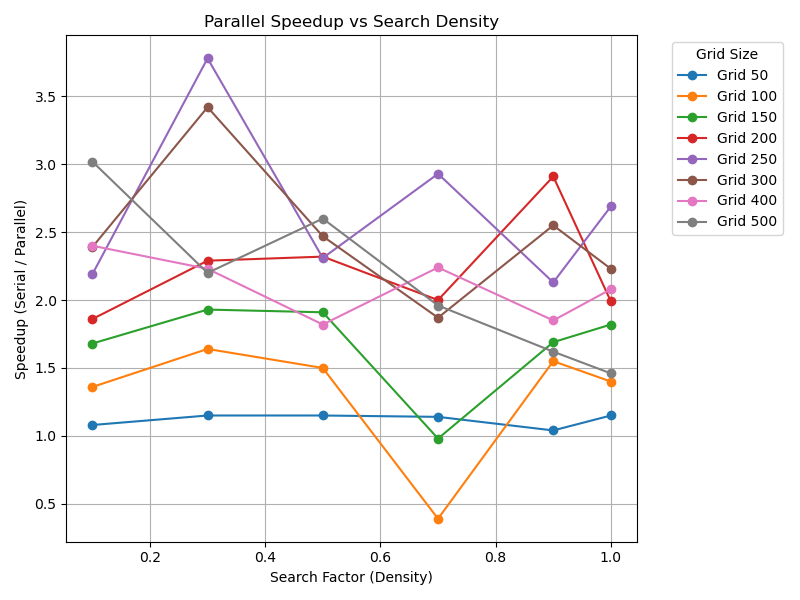 Parallel Speedup vs Search Density
Grid Size
Grid 50
Grid 100
Grid 150
Grid 200
Grid 250
Grid 300
Grid 400
Grid 500
Speedup (Serial / Parallel)
3.5
3.0
2.5
2.0
1.5
1.0
0.5
0.2 0.4 0.6 0.8 1.0
Search Factor (Density)